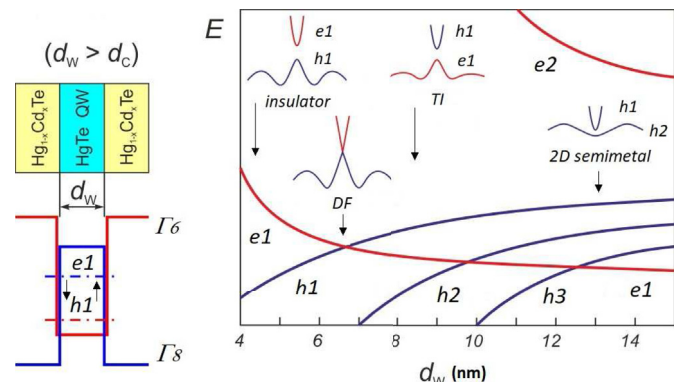 (dW > dC)
Hg1-xCdxTe
HgTe QW
Hg1-xCdxTe
dW
Γ6
e1
h1
Γ8
E
e1
h1
insulator
h1
e1
TI
e2
h1
h2
2D semimetal
DF
e1
h1
h2
h3
e1
4
6
8
10
12
14
dW (nm)